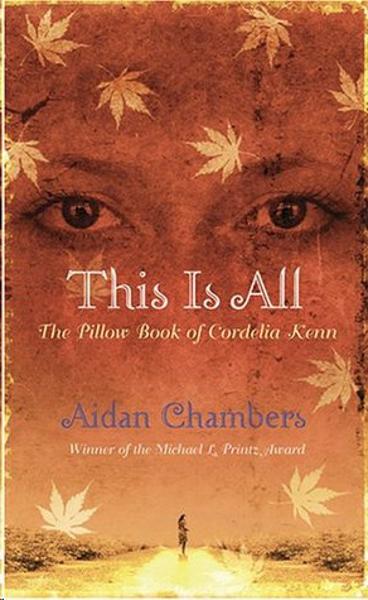 This Is All
The Pillow Book of Cordelia Kenn
Aidan Chambers
Winner of the Michael L. Printz Award